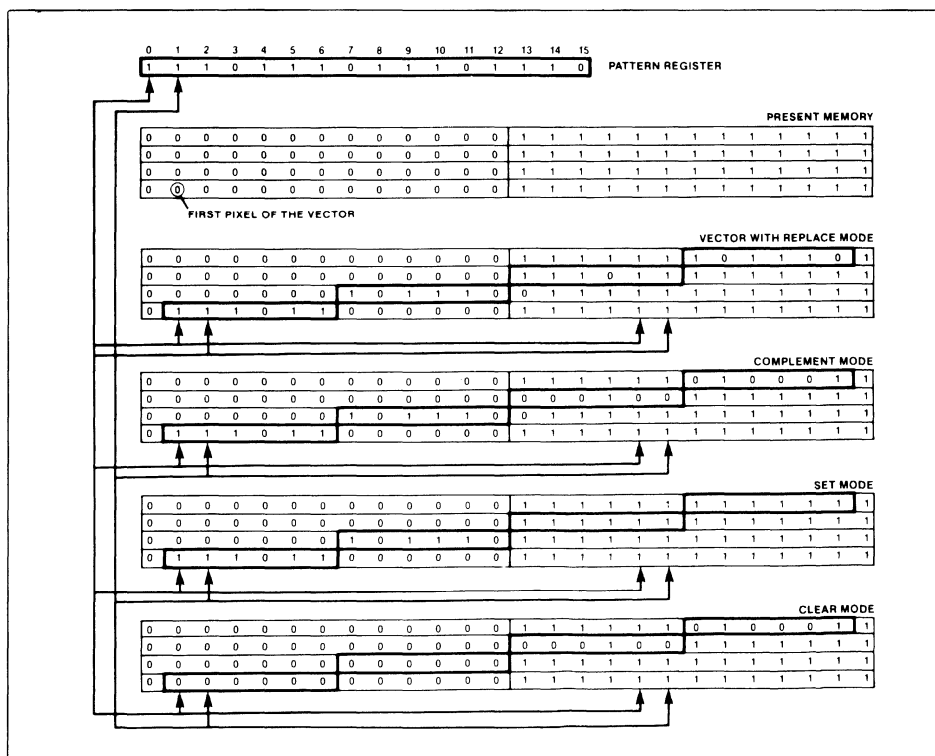 0 1 2 3 4 5 6 7 8 9 10 11 12 13 14 15
1 1 1 0 1 1 1 0 1 1 1 0 1 1 1 0 PATTERN REGISTER
PRESENT MEMORY
0 0 0 0 0 0 0 0 0 0 0 0 0 1 1 1 1 1 1 1 1 1 1 1 1 1
0 0 0 0 0 0 0 0 0 0 0 0 0 1 1 1 1 1 1 1 1 1 1 1 1 1
0 0 0 0 0 0 0 0 0 0 0 0 0 1 1 1 1 1 1 1 1 1 1 1 1 1
0 0 0 0 0 0 0 0 0 0 0 0 0 1 1 1 1 1 1 1 1 1 1 1 1 1
FIRST PIXEL OF THE VECTOR
VECTOR WITH REPLACE MODE
0 0 0 0 0 0 0 0 0 0 0 0 0 1 1 1 1 1 1 1 0 1 1 1 0 1
0 0 0 0 0 0 0 0 0 0 0 0 0 1 1 1 0 1 1 1 1 1 1 1 1 1
0 0 0 0 0 0 0 1 0 1 1 1 0 0 1 1 1 1 1 1 1 1 1 1 1 1
0 1 1 1 0 1 1 0 0 0 0 0 0 1 1 1 1 1 1 1 1 1 1 1 1 1
COMPLEMENT MODE
0 0 0 0 0 0 0 0 0 0 0 0 0 1 1 1 1 1 1 0 1 0 0 0 1 1
0 0 0 0 0 0 0 0 0 0 0 0 0 0 0 0 1 0 0 1 1 1 1 1 1 1
0 0 0 0 0 0 0 1 0 1 1 1 0 0 1 1 1 1 1 1 1 1 1 1 1 1
0 1 1 1 0 1 1 0 0 0 0 0 0 1 1 1 1 1 1 1 1 1 1 1 1 1
SET MODE
0 0 0 0 0 0 0 0 0 0 0 0 0 1 1 1 1 1 1 1 1 1 1 1 1 1
0 0 0 0 0 0 0 0 0 0 0 0 0 1 1 1 1 1 1 1 1 1 1 1 1 1
0 0 0 0 0 0 0 1 0 1 1 1 0 1 1 1 1 1 1 1 1 1 1 1 1 1
0 1 1 1 0 1 1 0 0 0 0 0 0 1 1 1 1 1 1 1 1 1 1 1 1 1
CLEAR MODE
0 0 0 0 0 0 0 0 0 0 0 0 0 1 1 1 1 1 1 0 1 0 0 0 1 1
0 0 0 0 0 0 0 0 0 0 0 0 0 0 0 0 1 0 0 1 1 1 1 1 1 1
0 0 0 0 0 0 0 0 0 0 0 0 0 1 1 1 1 1 1 1 1 1 1 1 1 1
0 0 0 0 0 0 0 0 0 0 0 0 0 1 1 1 1 1 1 1 1 1 1 1 1 1